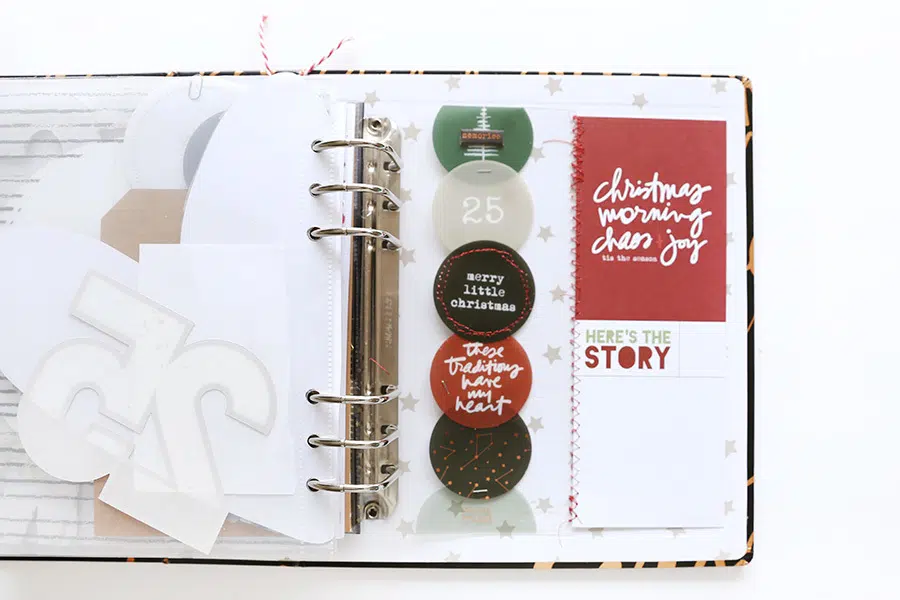 memories
25
merry
little
christmas
these
traditions
have
my
heart
christmas
morning
chaos + joy
tis the season
HERE'S THE
STORY
25